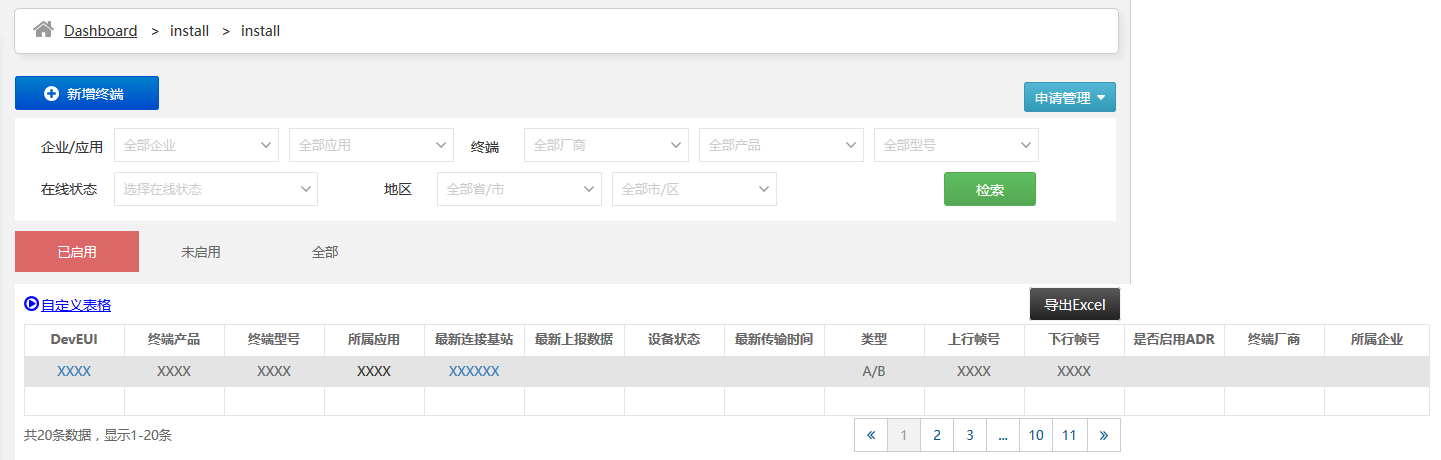 Dashboard > install > install
新增终端
申请管理
企业/应用 全部企业 全部应用 终端 全部厂商 全部产品 全部型号
在线状态 选择在线状态 地区 全部省/市 全部市/区 检索
已启用 未启用 全部
自定义表格 导出Excel
DevEUI 终端产品 终端型号 所属应用 最新连接基站 最新上报数据 设备状态 最新传输时间 类型 上行帧号 下行帧号 是否启用ADR 终端厂商 所属企业
XXXX XXXX XXXX XXXX XXXXXX A/B XXXX XXXX
共20条数据，显示1-20条 « 1 2 3 ... 10 11 »